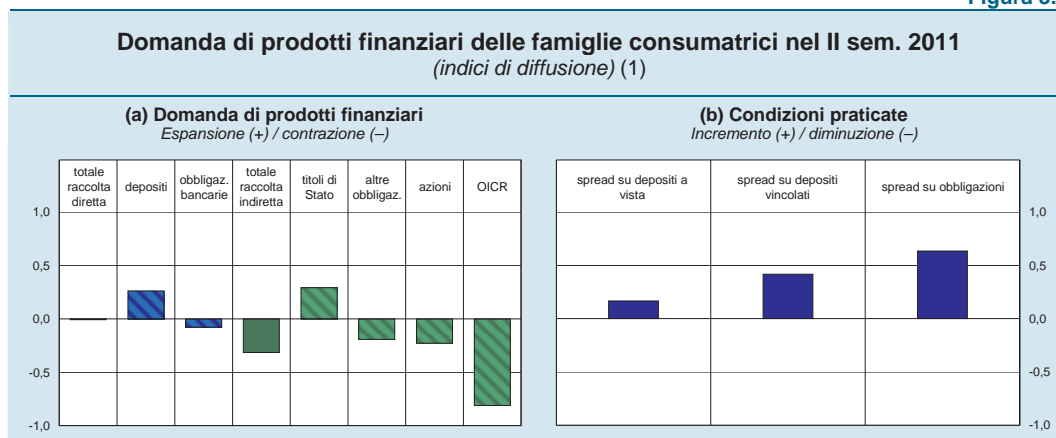 Figura
Domanda di prodotti finanziari delle famiglie consumatrici nel II sem. 2011
(indici di diffusione) (1)
(a) Domanda di prodotti finanziari
Espansione (+) / contrazione (–)
totale
raccolta
diretta
depositi
obbligaz.
bancarie
totale
raccolta
indiretta
titoli di
Stato
altre
obbligaz.
azioni
OICR
1,0
0,5
0,0
-0,5
-1,0
(b) Condizioni praticate
Incremento (+) / diminuzione (–)
spread su depositi a
vista
spread su depositi
vincolati
spread su obbligazioni
1,0
0,5
0,0
-0,5
-1,0